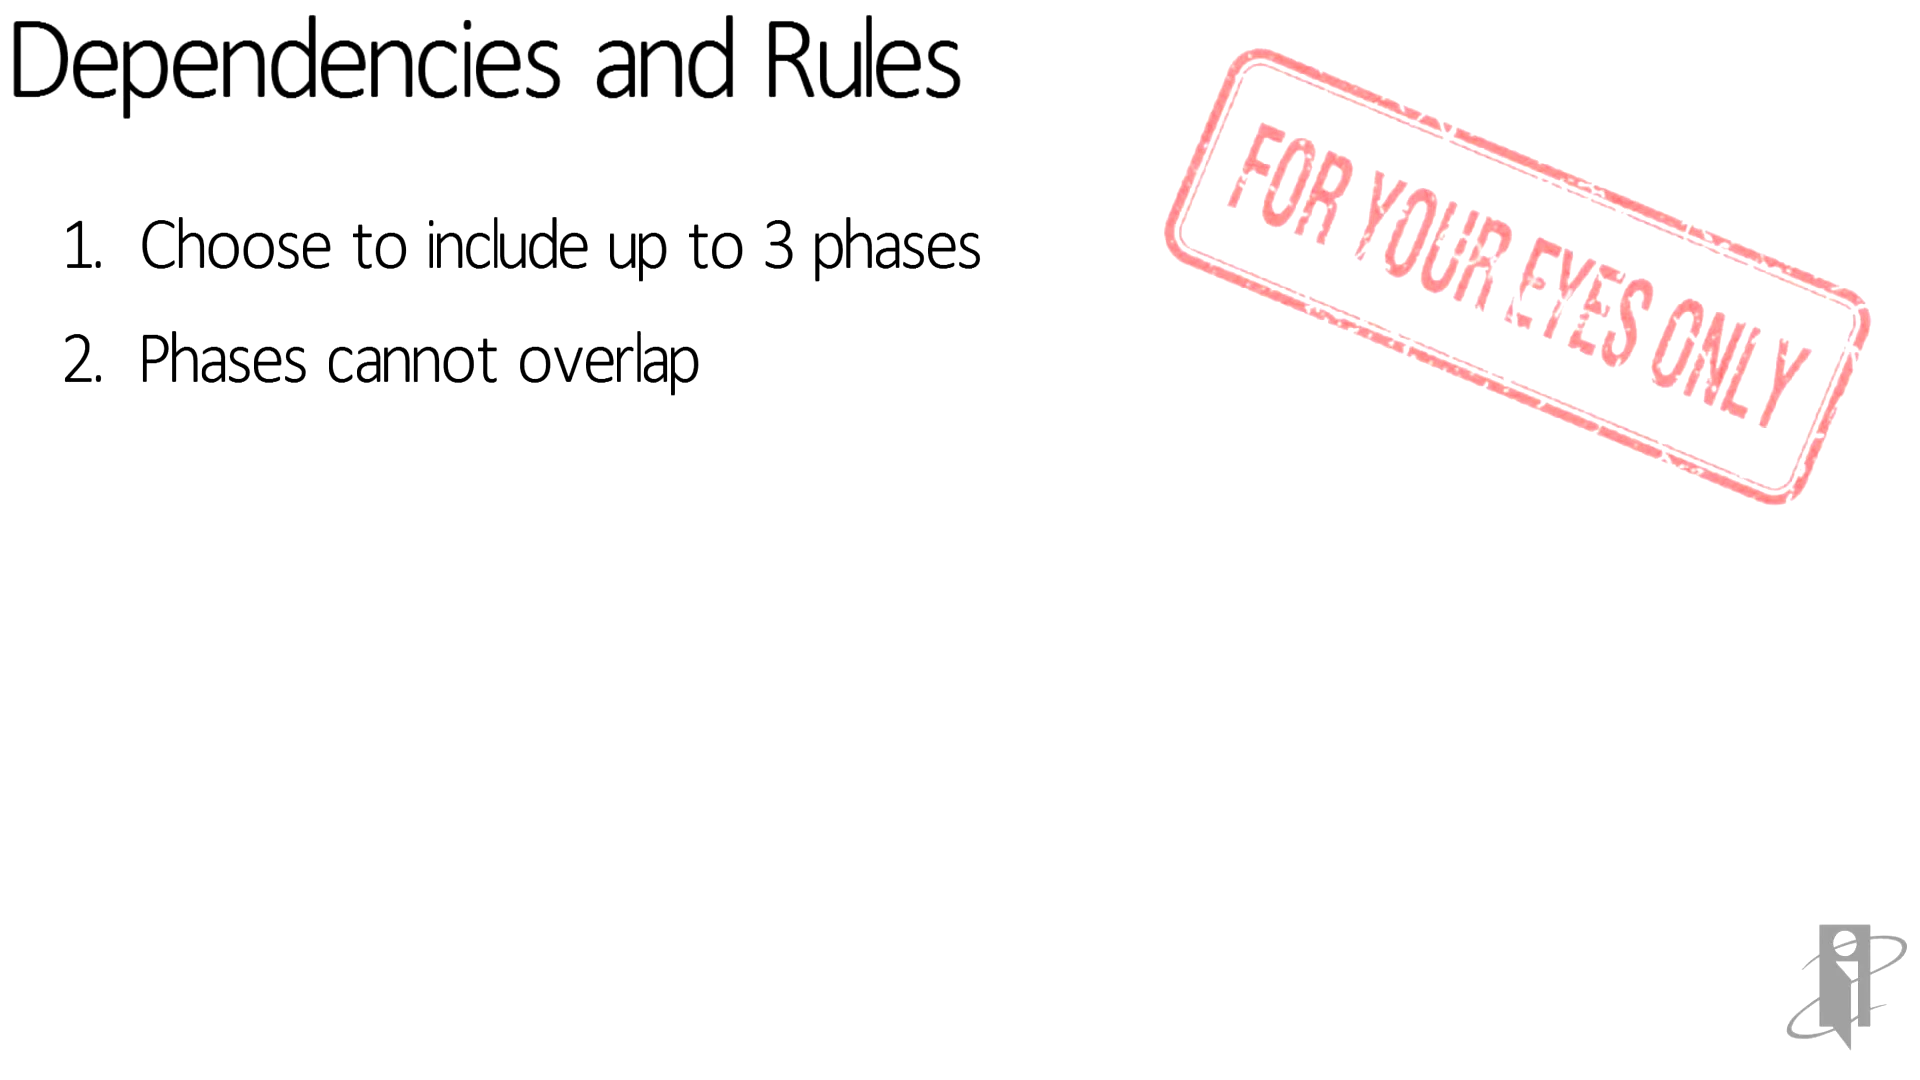 Dependencies and Rules
FOR YOUR EYES ONLY
1. Choose to include up to 3 phases
2. Phases cannot overlap